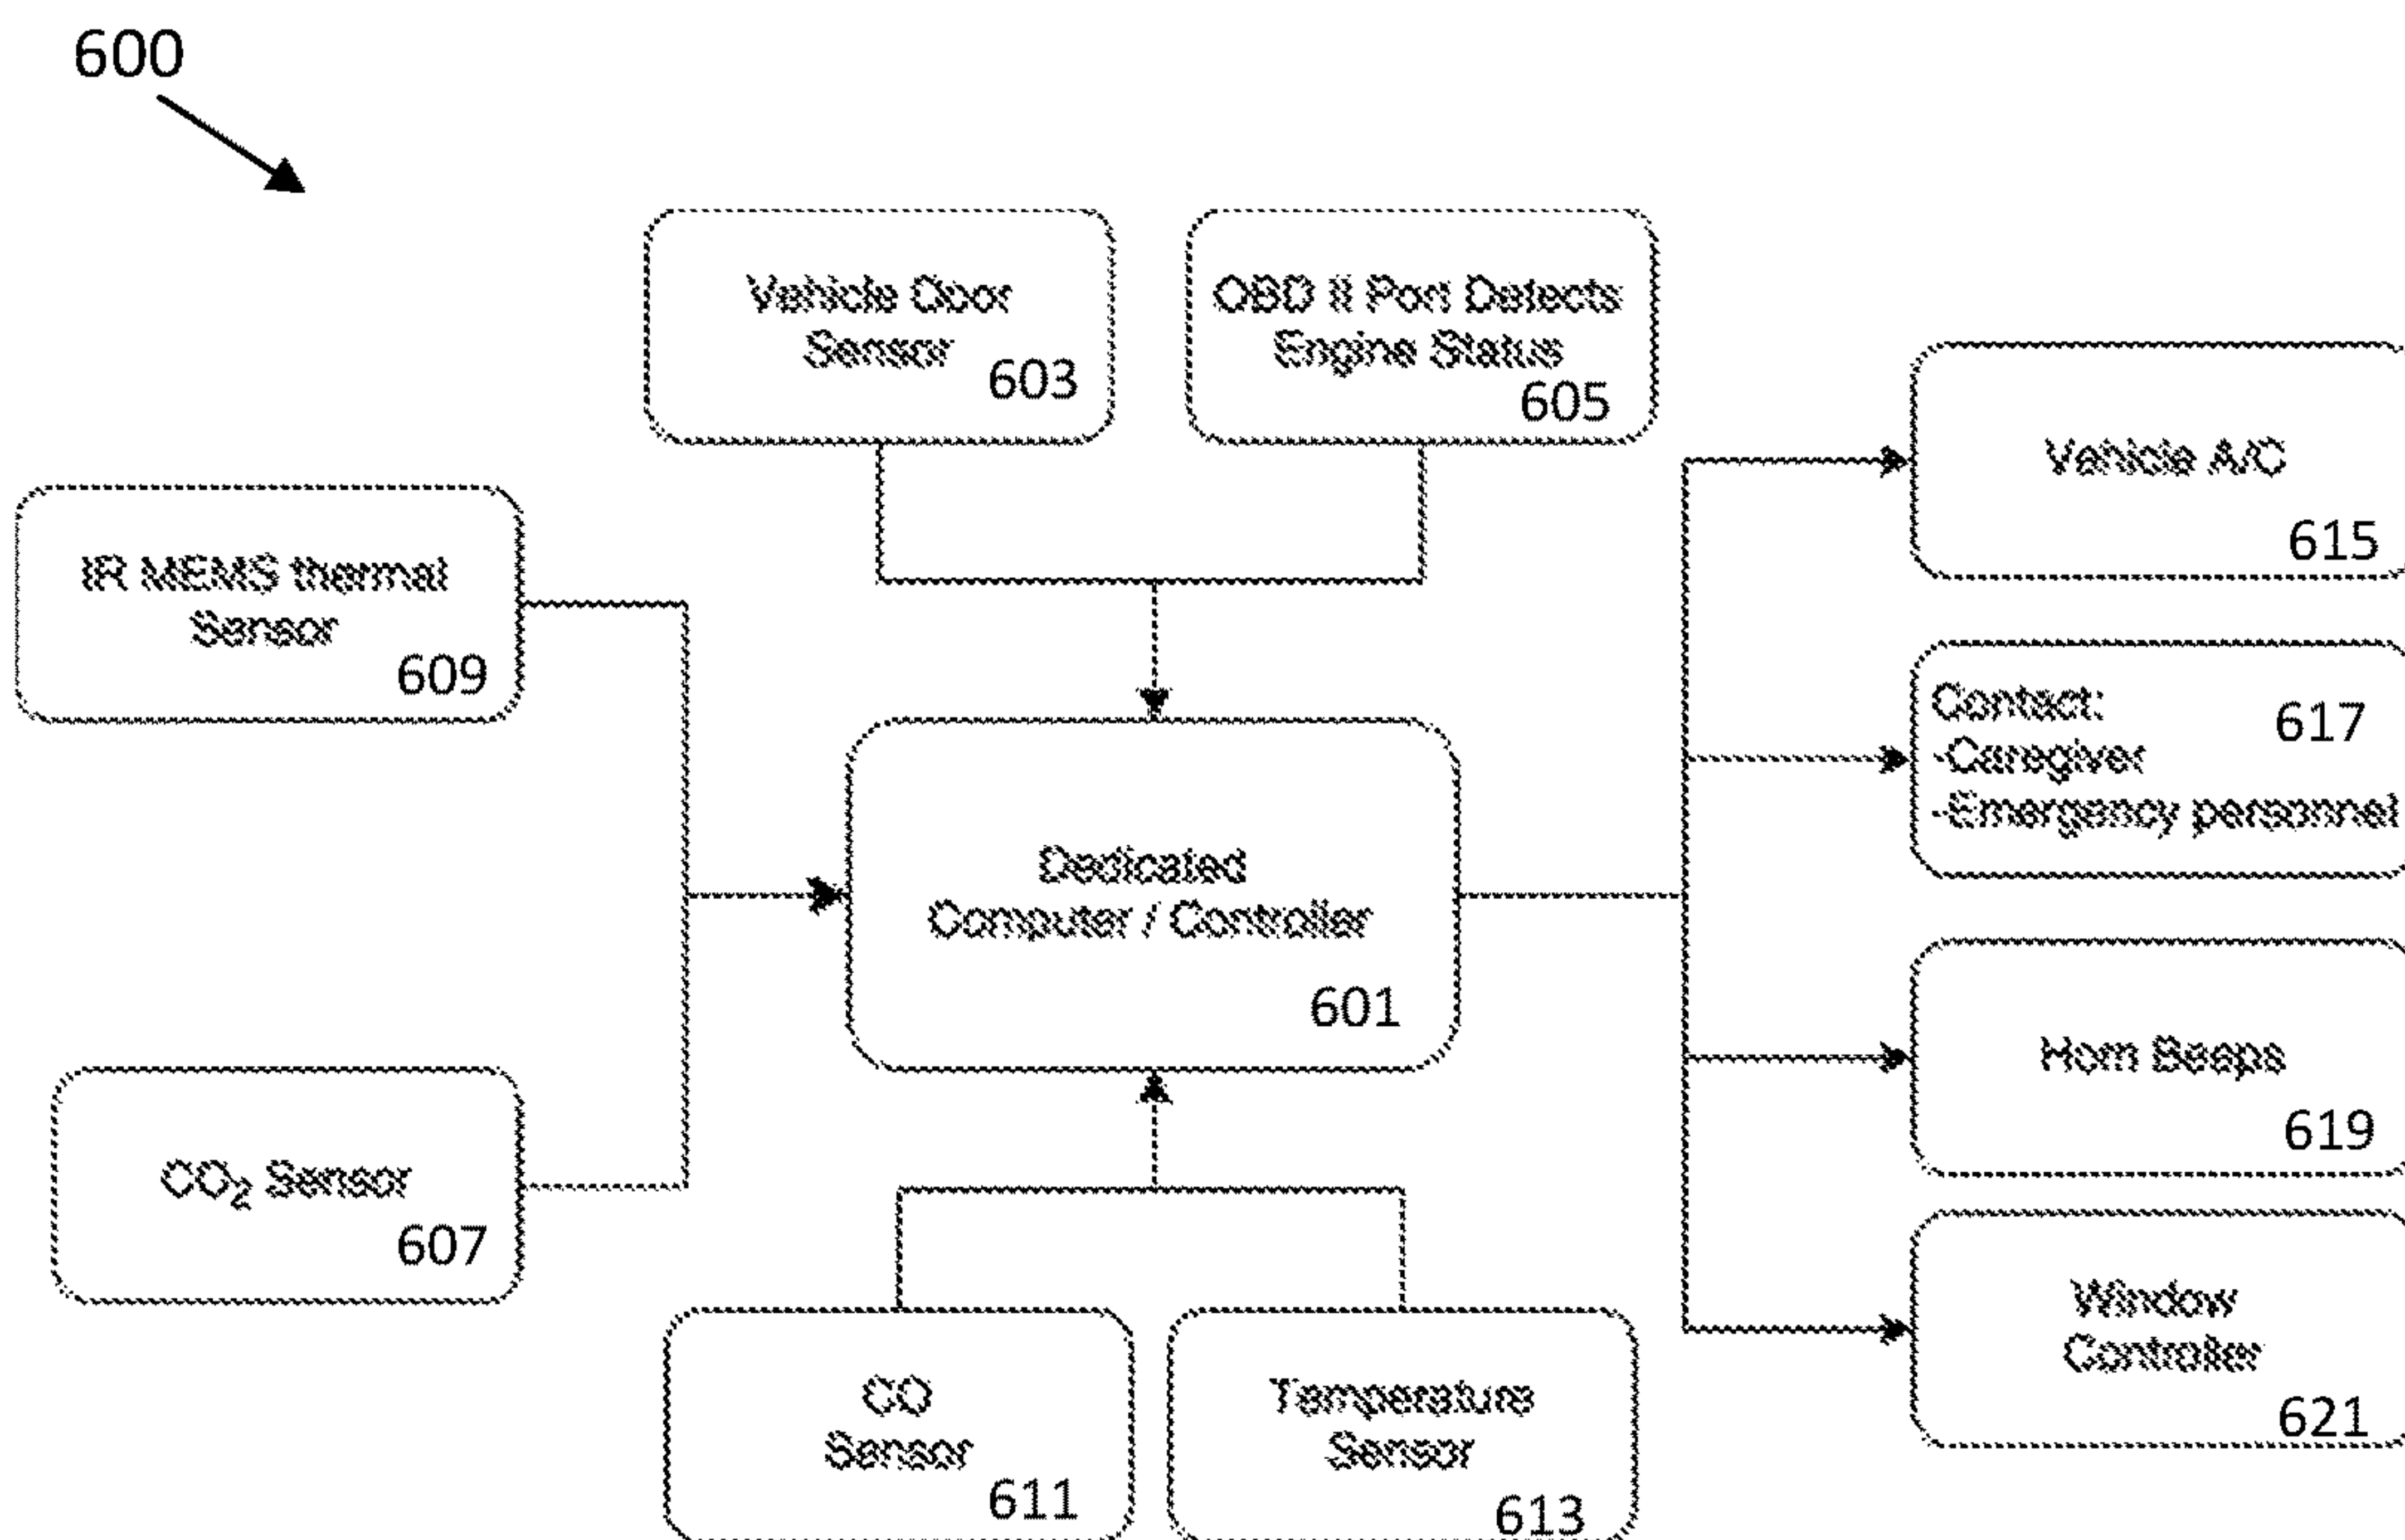 600
Vehicle Door
Sensor
603
OBD II Port Detects
Engine Status
605
IR MEMS thermal
Sensor
609
Vehicle A/C
615
Contact:
617
-Caregiver
-Emergency personnel
Dedicated
Computer / Controller
601
Horn Beeps
619
CO₂ Sensor
607
CO
Sensor
611
Temperature
Sensor
613
Window
Controller
621